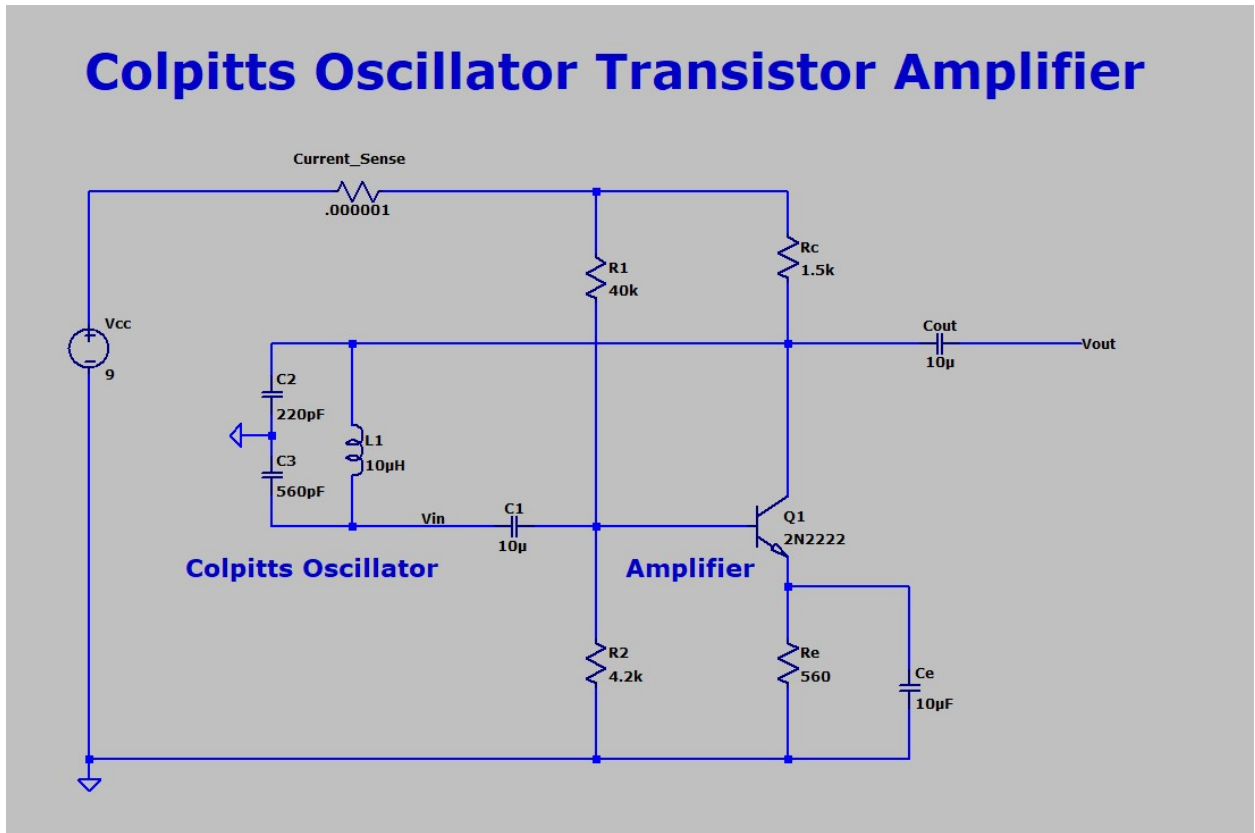 Colpitts Oscillator Transistor Amplifier
Current_Sense
.000001
R1
40k
Rc
1.5k
Vcc
9
Cout
10µ
Vout
C2
220pF
L1
10µH
C3
560pF
Vin
C1
10µ
Q1
2N2222
Colpitts Oscillator
Amplifier
R2
4.2k
Re
560
Ce
10µF